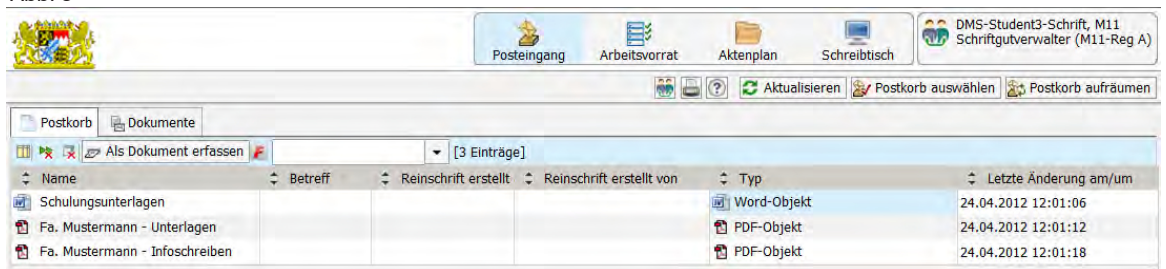 DMS-Student3-Schrift, M11
Schriftgutverwalter (M11-Reg A)
Posteingang Arbeitsvorrat Aktenplan Schreibtisch
Aktualisieren Postkorb auswählen Postkorb aufräumen
Postkorb Dokumente
Als Dokument erfassen [3 Einträge]
Name Betreff Reinschrift erstellt Reinschrift erstellt von Typ Letzte Änderung am/um
Schulungsunterlagen Word-Objekt 24.04.2012 12:01:06
Fa. Mustermann - Unterlagen PDF-Objekt 24.04.2012 12:01:12
Fa. Mustermann - Infoschreiben PDF-Objekt 24.04.2012 12:01:18